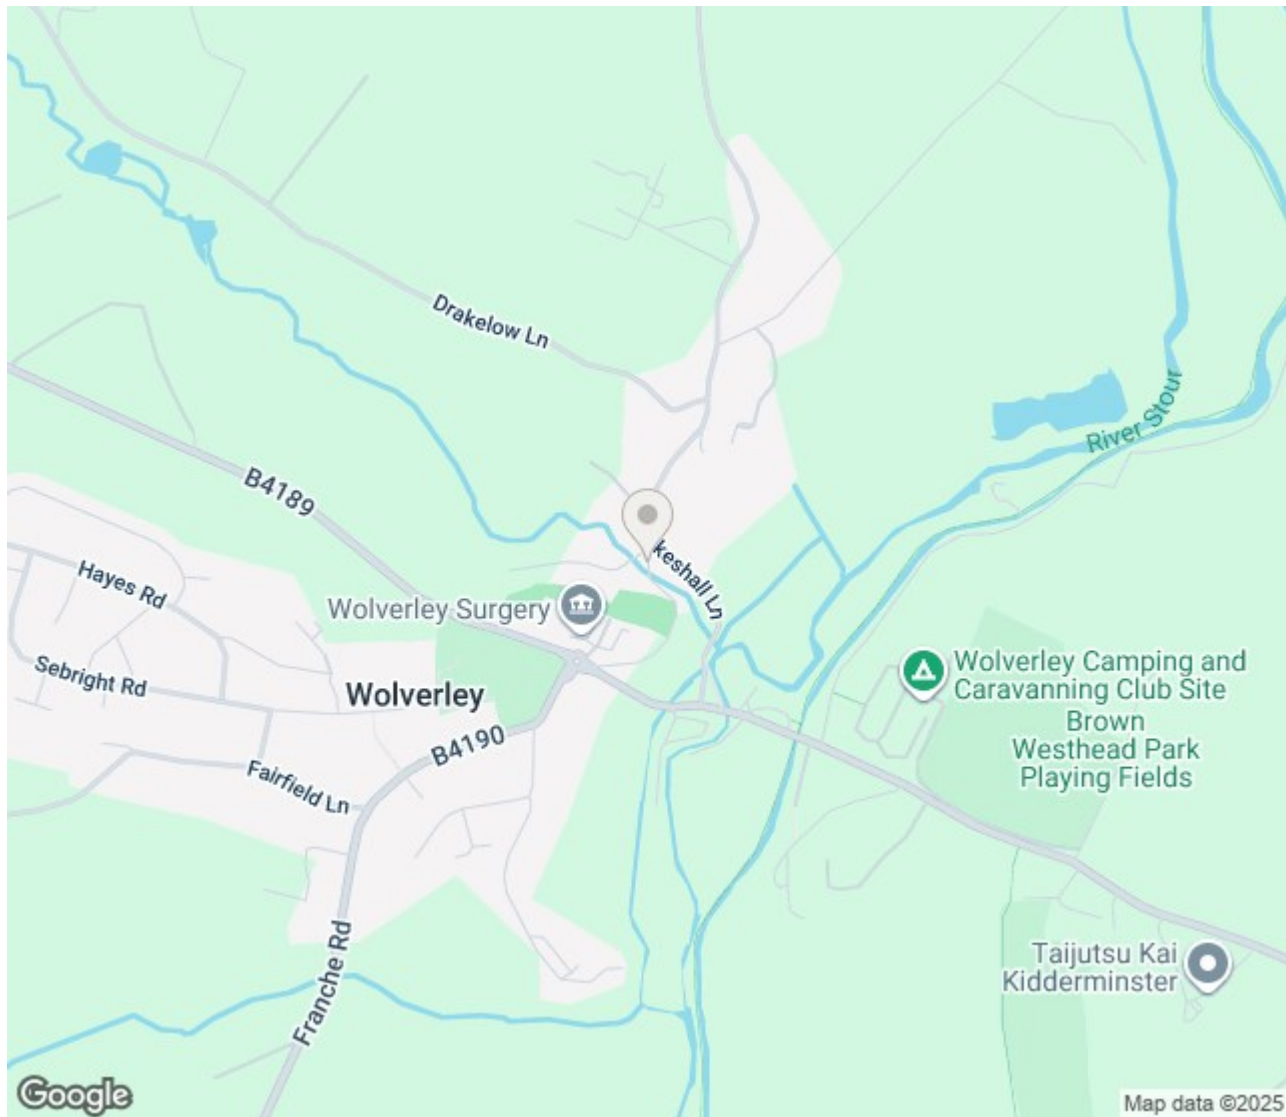 Drakelow Ln
River Stour
B4189
keshall Ln
Hayes Rd
Wolverley Surgery
Sebright Rd
Wolverley Camping and
Caravanning Club Site
Wolverley
Brown
Westhead Park
Playing Fields
B4190
Fairfield Ln
Franche Rd
Taijutsu Kai
Kidderminster
Google
Map data ©2025